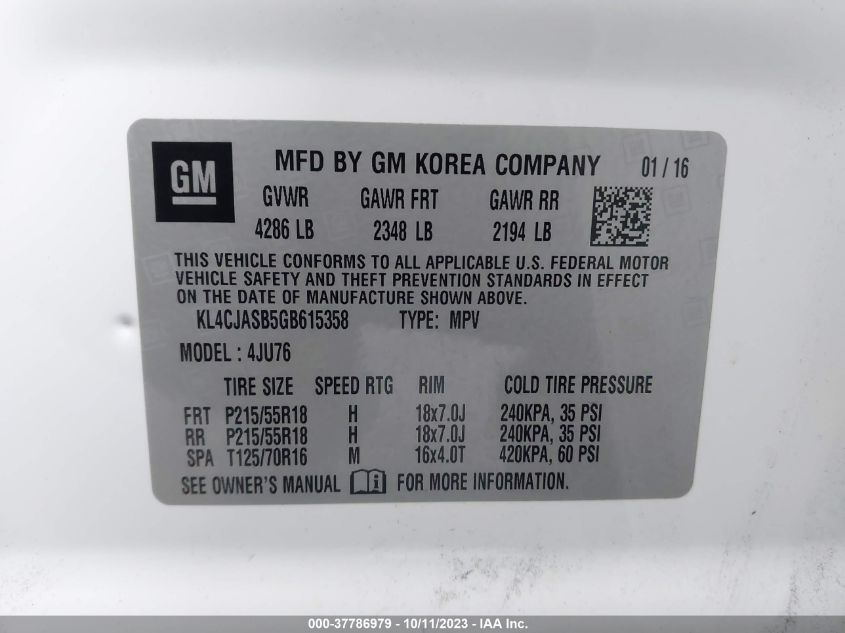 GM
MFD BY GM KOREA COMPANY 01 / 16
GVWR GAWR FRT GAWR RR
4286 LB 2348 LB 2194 LB
THIS VEHICLE CONFORMS TO ALL APPLICABLE U.S. FEDERAL MOTOR
VEHICLE SAFETY AND THEFT PREVENTION STANDARDS IN EFFECT
ON THE DATE OF MANUFACTURE SHOWN ABOVE.
KL4CJASB5GB615358 TYPE: MPV
MODEL : 4JU76
TIRE SIZE SPEED RTG RIM COLD TIRE PRESSURE
FRT P215/55R18 H 18x7.0J 240KPA, 35 PSI
RR P215/55R18 H 18x7.0J 240KPA, 35 PSI
SPA T125/70R16 M 16x4.0T 420KPA, 60 PSI
SEE OWNER'S MANUAL FOR MORE INFORMATION.
000-37786979 - 10/11/2023 - IAA Inc.